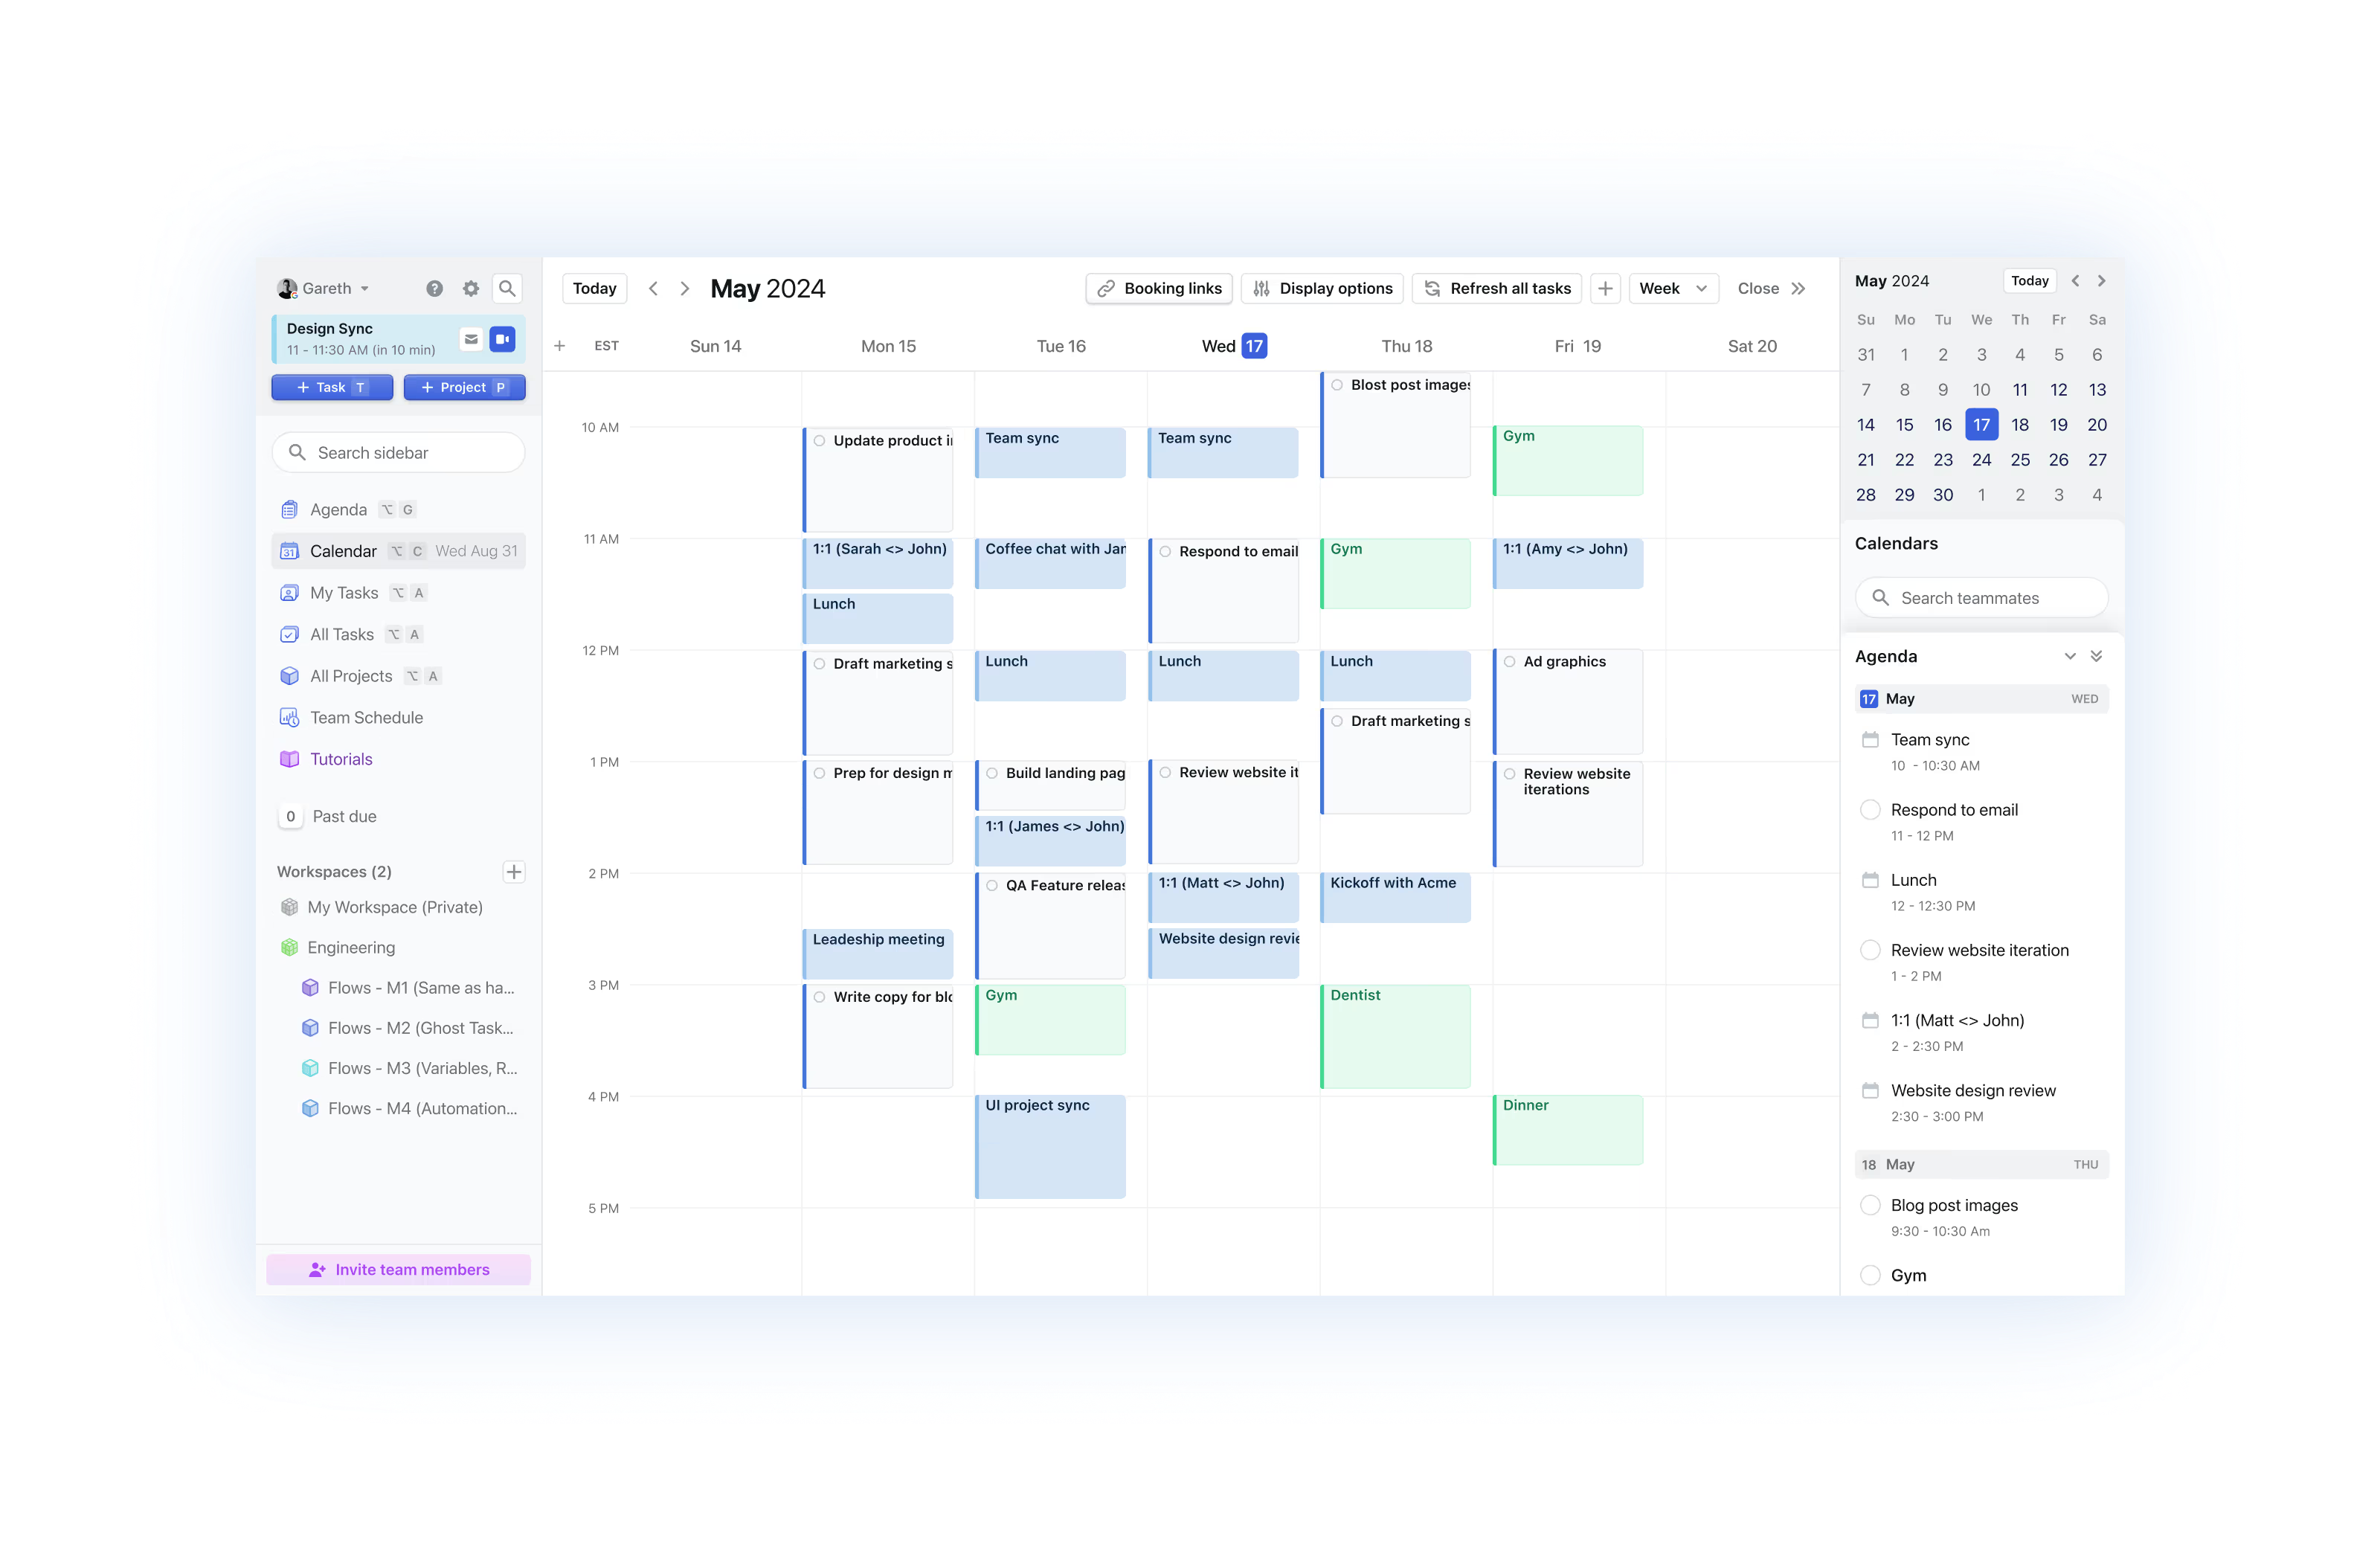 Gareth
Design Sync
11 - 11:30 AM (in 10 min)
+ Task T
+ Project P
Search sidebar
Agenda ⌥ G
31 Calendar ⌥ C Wed Aug 31
My Tasks ⌥ A
All Tasks ⌥ A
All Projects ⌥ A
Team Schedule
Tutorials
0 Past due
Workspaces (2)
My Workspace (Private)
Engineering
Flows - M1 (Same as ha...
Flows - M2 (Ghost Task...
Flows - M3 (Variables, R...
Flows - M4 (Automation...
Invite team members
Today
May 2024
Booking links
Display options
Refresh all tasks
Week
Close
EST
Sun 14
Mon 15
Tue 16
Wed 17
Thu 18
Fri 19
Sat 20
10 AM
11 AM
12 PM
1 PM
2 PM
3 PM
4 PM
5 PM
Update product i
1:1 (Sarah <> John)
Lunch
Draft marketing s
Prep for design m
Leadeship meeting
Write copy for blo
Team sync
Coffee chat with Jar
Lunch
Build landing pag
1:1 (James <> John)
QA Feature releas
Gym
UI project sync
Team sync
Respond to email
Lunch
Review website it
1:1 (Matt <> John)
Website design revie
Blost post images
Gym
Lunch
Draft marketing s
Kickoff with Acme
Dentist
Gym
1:1 (Amy <> John)
Ad graphics
Review website
iterations
Dinner
May 2024
Today
Su Mo Tu We Th Fr Sa
31 1 2 3 4 5 6
7 8 9 10 11 12 13
14 15 16 17 18 19 20
21 22 23 24 25 26 27
28 29 30 1 2 3 4
Calendars
Search teammates
Agenda
17 May WED
Team sync
10 - 10:30 AM
Respond to email
11 - 12 PM
Lunch
12 - 12:30 PM
Review website iteration
1 - 2 PM
1:1 (Matt <> John)
2 - 2:30 PM
Website design review
2:30 - 3:00 PM
18 May THU
Blog post images
9:30 - 10:30 Am
Gym